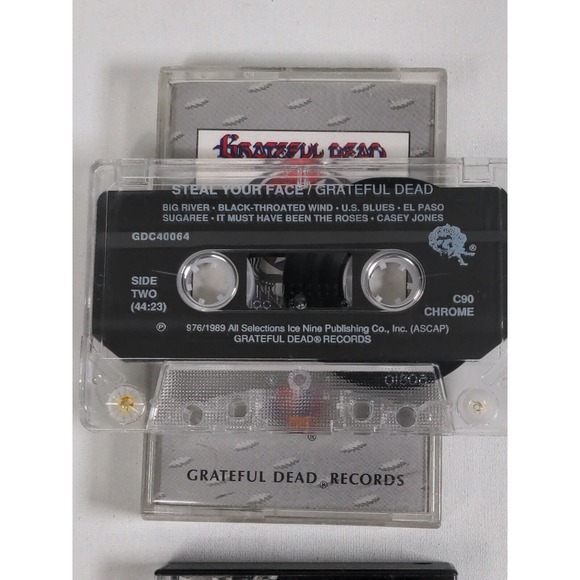 GRATEFUL DEAD
STEAL YOUR FACE / GRATEFUL DEAD
BIG RIVER • BLACK-THROATED WIND • U.S. BLUES • EL PASO
SUGAREE • IT MUST HAVE BEEN THE ROSES • CASEY JONES
GDC40064
SIDE
TWO
(44:23)
C90
CHROME
Ⓟ 976/1989 All Selections Ice Nine Publishing Co., Inc. (ASCAP)
GRATEFUL DEAD® RECORDS
GRATEFUL DEAD® RECORDS